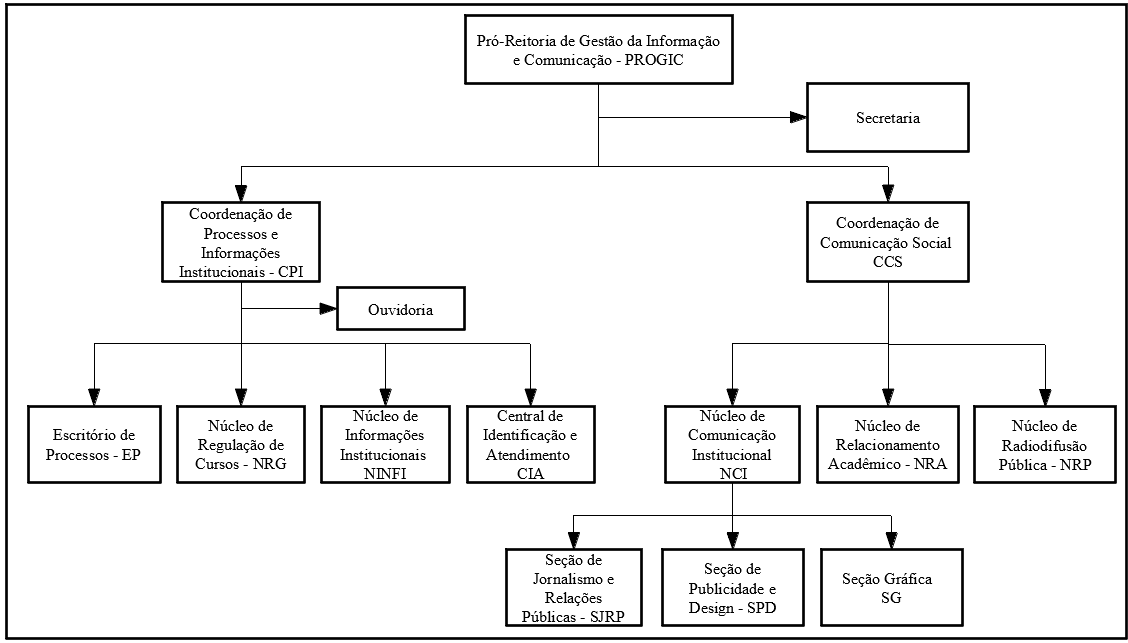 Pró-Reitoria de Gestão da Informação
e Comunicação - PROGIC
Secretaria
Coordenação de
Processos e
Informações
Institucionais - CPI
Coordenação de
Comunicação Social
CCS
Ouvidoria
Escritório de
Processos - EP
Núcleo de
Regulação de
Cursos - NRG
Núcleo de
Informações
Institucionais
NINFI
Central de
Identificação e
Atendimento
CIA
Núcleo de
Comunicação
Institucional
NCI
Núcleo de
Relacionamento
Acadêmico - NRA
Núcleo de
Radiodifusão
Pública - NRP
Seção de
Jornalismo e
Relações
Públicas - SJRP
Seção de
Publicidade e
Design - SPD
Seção Gráfica
SG